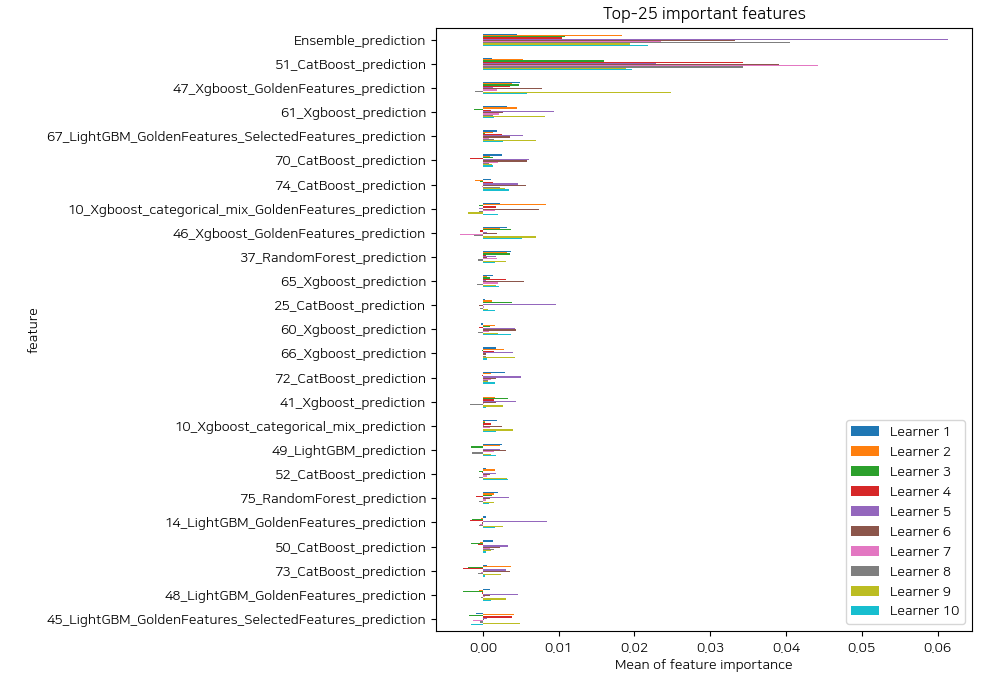 Top-25 important features
Ensemble_prediction
51_CatBoost_prediction
47_Xgboost_GoldenFeatures_prediction
61_Xgboost_prediction
67_LightGBM_GoldenFeatures_SelectedFeatures_prediction
70_CatBoost_prediction
74_CatBoost_prediction
10_Xgboost_categorical_mix_GoldenFeatures_prediction
46_Xgboost_GoldenFeatures_prediction
37_RandomForest_prediction
65_Xgboost_prediction
25_CatBoost_prediction
60_Xgboost_prediction
66_Xgboost_prediction
72_CatBoost_prediction
41_Xgboost_prediction
10_Xgboost_categorical_mix_prediction
49_LightGBM_prediction
52_CatBoost_prediction
75_RandomForest_prediction
14_LightGBM_GoldenFeatures_prediction
50_CatBoost_prediction
73_CatBoost_prediction
48_LightGBM_GoldenFeatures_prediction
45_LightGBM_GoldenFeatures_SelectedFeatures_prediction
feature
Learner 1
Learner 2
Learner 3
Learner 4
Learner 5
Learner 6
Learner 7
Learner 8
Learner 9
Learner 10
0.00 0.01 0.02 0.03 0.04 0.05 0.06
Mean of feature importance